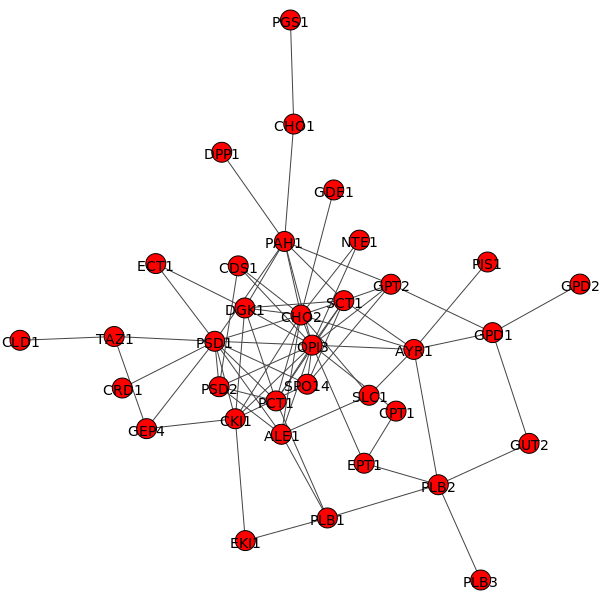 PGS1
CHO1
DPP1
GDE1
PAH1
NTE1
ECT1
CDS1
PIS1
GPT2
GPD2
SCT1
DGK1
CHO2
CLD1
TAZ1
PSD1
OPI3
AYR1
GPD1
CRD1
PSD2
SPO14
PCT1
SLC1
CPT1
GEP4
CKI1
ALE1
GUT2
EPT1
PLB2
PLB1
EKI1
PLB3